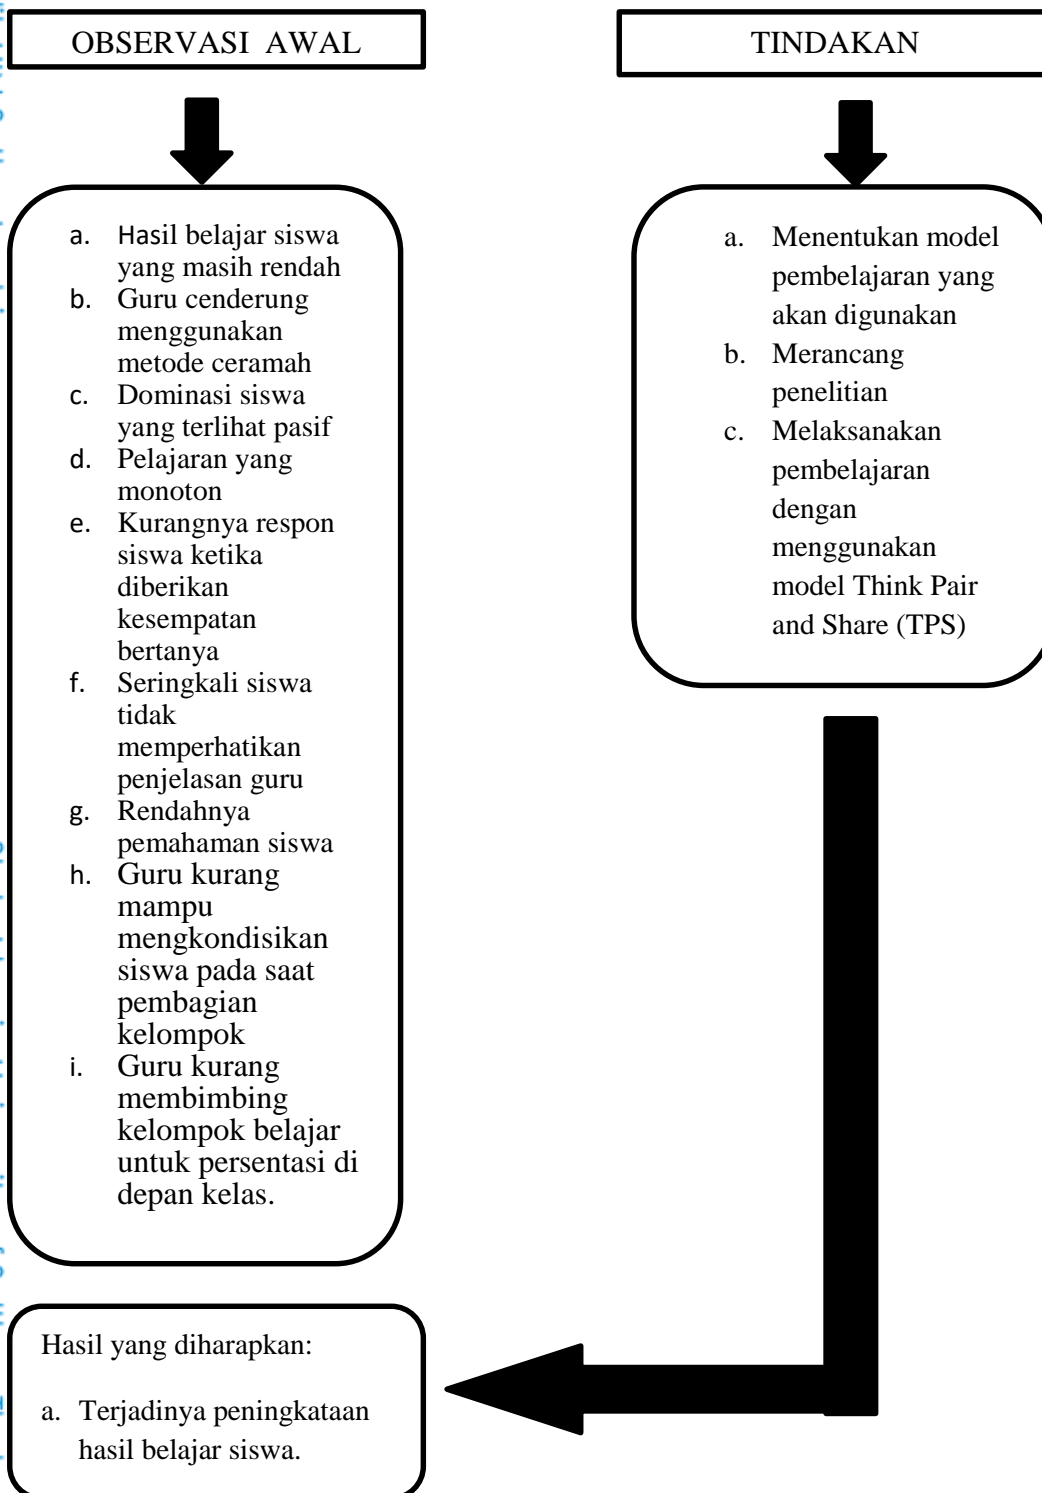 OBSERVASI AWAL
a. Hasil belajar siswa
yang masih rendah
b. Guru cenderung
menggunakan
metode ceramah
c. Dominasi siswa
yang terlihat pasif
d. Pelajaran yang
monoton
e. Kurangnya respon
siswa ketika
diberikan
kesempatan
bertanya
f. Seringkali siswa
tidak
memperhatikan
penjelasan guru
g. Rendahnya
pemahaman siswa
h. Guru kurang
mampu
mengkondisikan
siswa pada saat
pembagian
kelompok
i. Guru kurang
membimbing
kelompok belajar
untuk persentasi di
depan kelas.
TINDAKAN
a. Menentukan model
pembelajaran yang
akan digunakan
b. Merancang
penelitian
c. Melaksanakan
pembelajaran
dengan
menggunakan
model Think Pair
and Share (TPS)
Hasil yang diharapkan:
a. Terjadinya peningkataan
hasil belajar siswa.